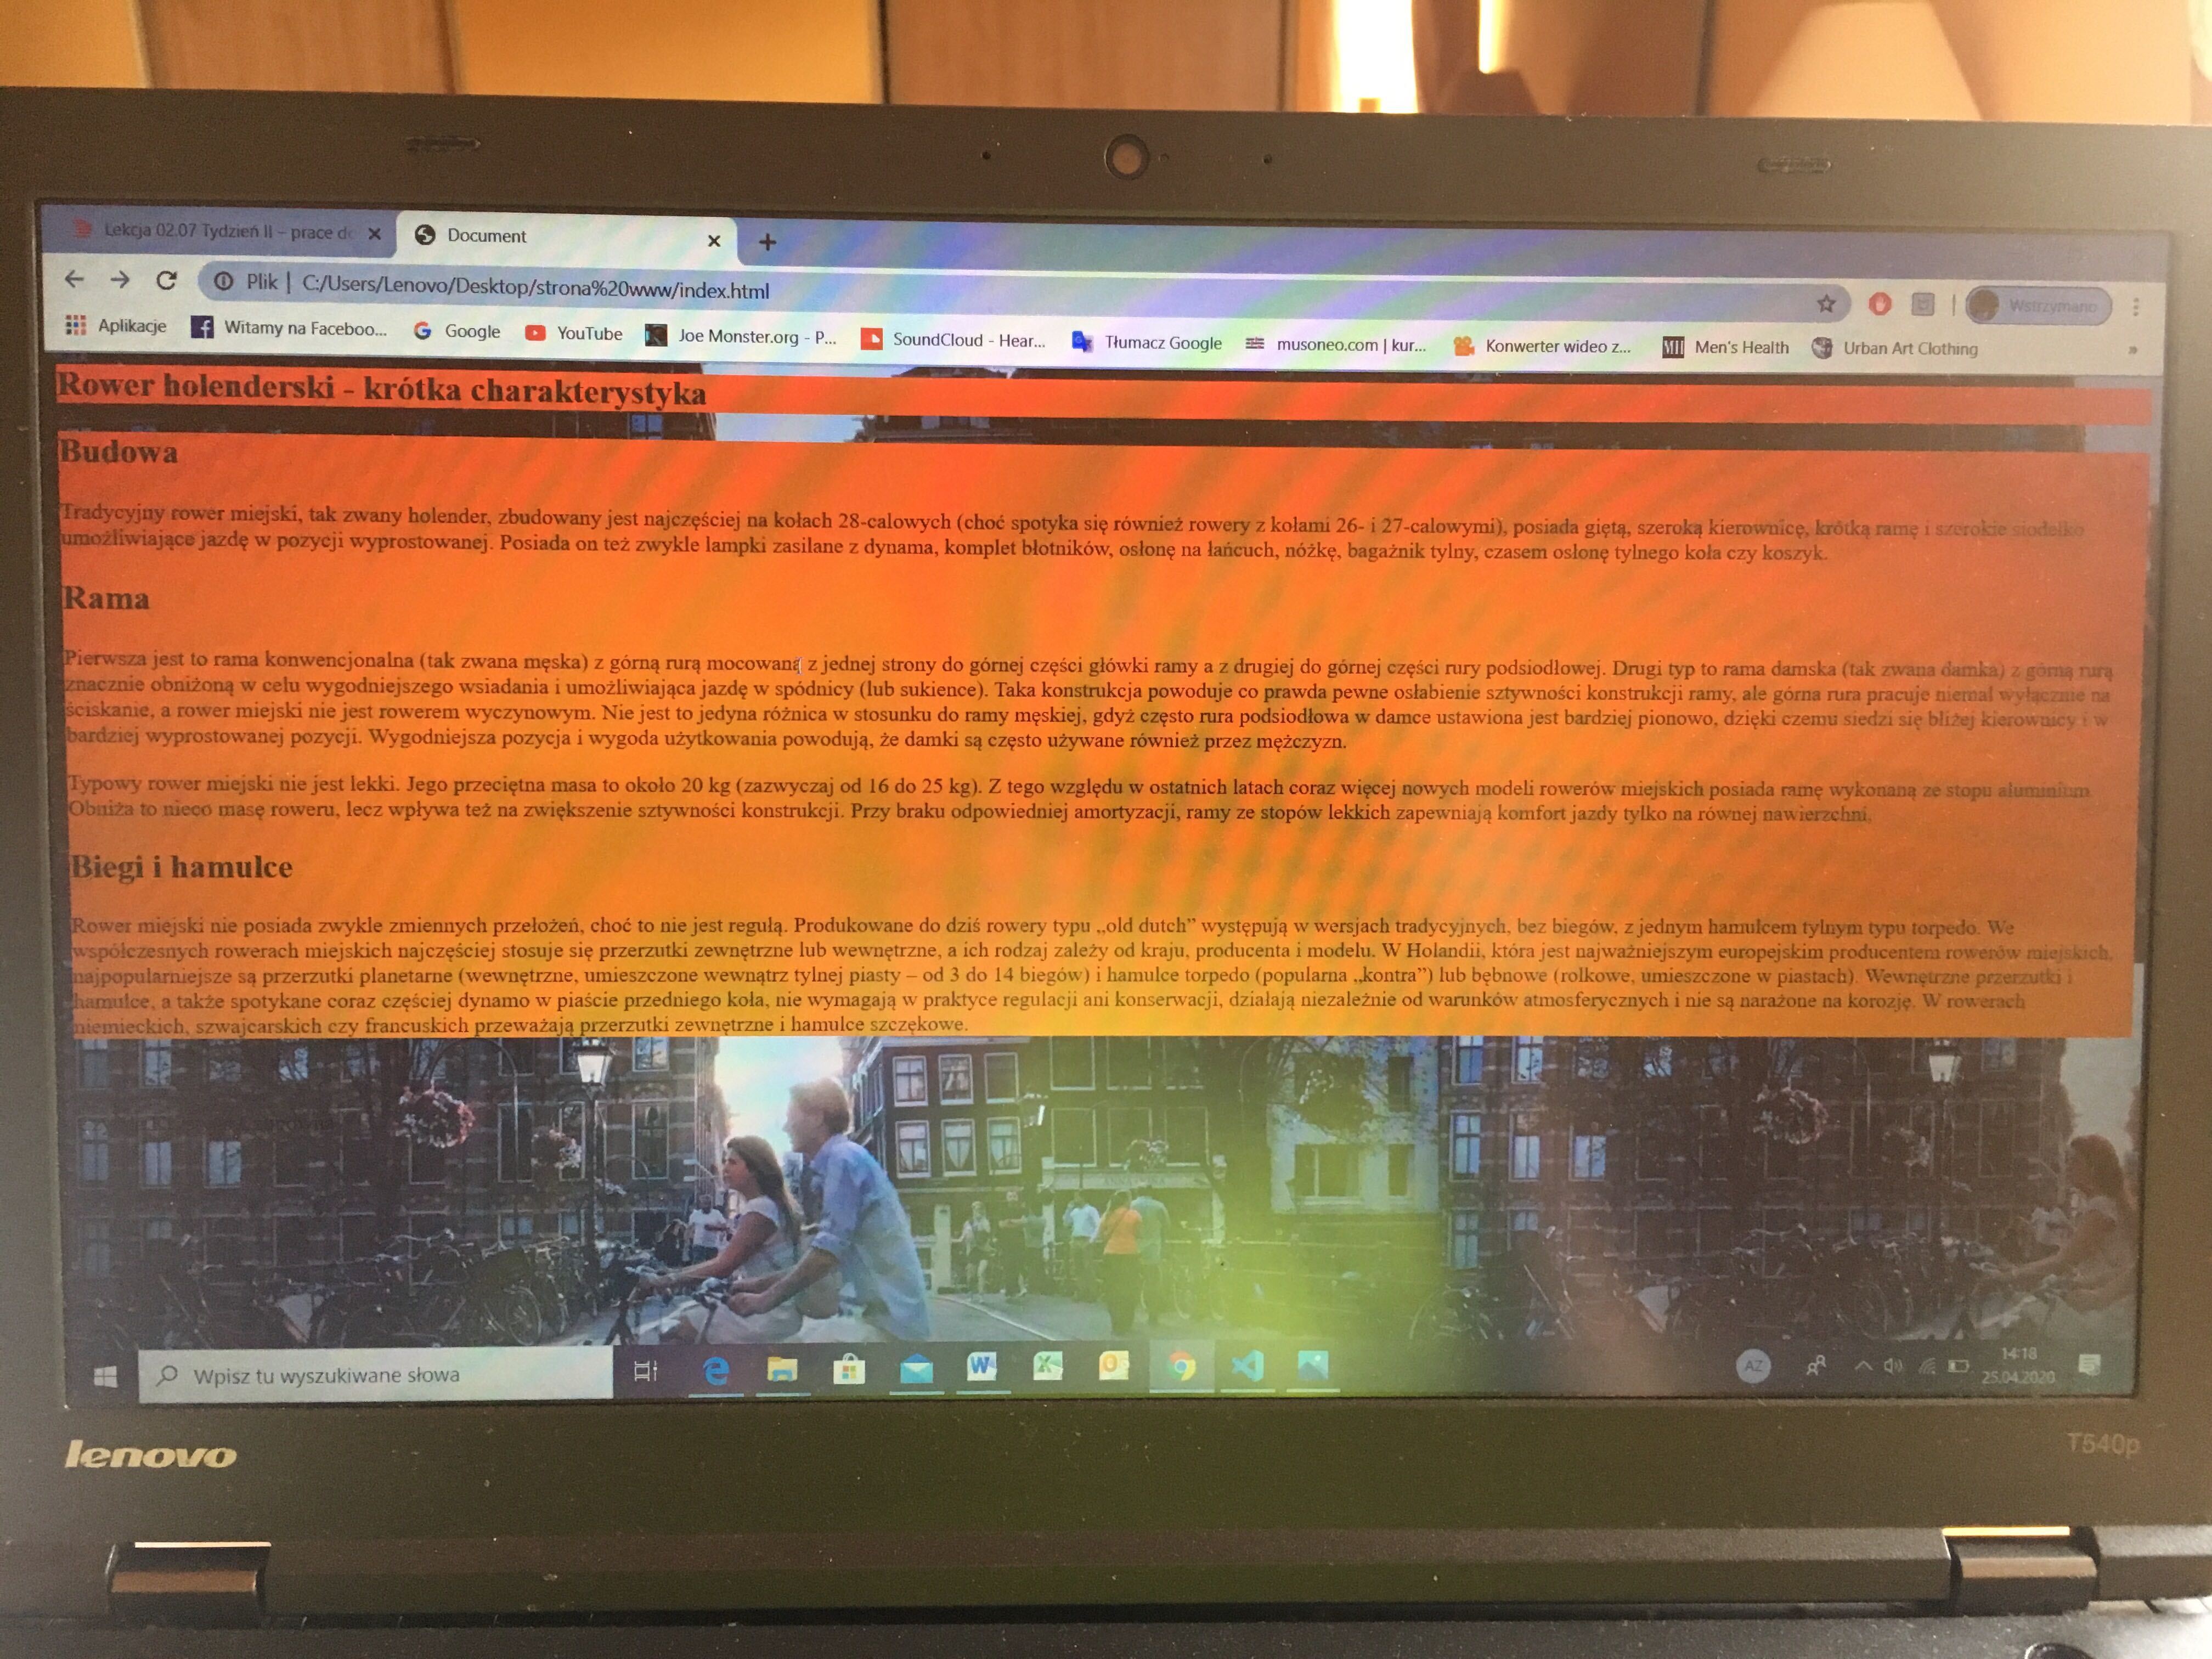 Lekcja 02.07 Tydzień II – prace do
Document
Plik | C:/Users/Lenovo/Desktop/strona%20www/index.html
Wstrzymano
Aplikacje Witamy na Faceboo... Google YouTube Joe Monster.org - P... SoundCloud - Hear... Tłumacz Google musoneo.com | kur... Konwerter wideo z... Men's Health Urban Art Clothing »
Rower holenderski - krótka charakterystyka
Budowa
Tradycyjny rower miejski, tak zwany holender, zbudowany jest najczęściej na kołach 28-calowych (choć spotyka się również rowery z kołami 26- i 27-calowymi), posiada giętą, szeroką kierownicę, krótką ramę i szerokie siodełko
umożliwiające jazdę w pozycji wyprostowanej. Posiada on też zwykle lampki zasilane z dynama, komplet błotników, osłonę na łańcuch, nóżkę, bagażnik tylny, czasem osłonę tylnego koła czy koszyk.
Rama
Pierwsza jest to rama konwencjonalna (tak zwana męska) z górną rurą mocowaną z jednej strony do górnej części główki ramy a z drugiej do górnej części rury podsiodłowej. Drugi typ to rama damska (tak zwana damka) z górną rurą
znacznie obniżoną w celu wygodniejszego wsiadania i umożliwiająca jazdę w spódnicy (lub sukience). Taka konstrukcja powoduje co prawda pewne osłabienie sztywności konstrukcji ramy, ale górna rura pracuje niemal wyłącznie na
ściskanie, a rower miejski nie jest rowerem wyczynowym. Nie jest to jedyna różnica w stosunku do ramy męskiej, gdyż często rura podsiodłowa w damce ustawiona jest bardziej pionowo, dzięki czemu siedzi się bliżej kierownicy i w
bardziej wyprostowanej pozycji. Wygodniejsza pozycja i wygoda użytkowania powodują, że damki są często używane również przez mężczyzn.
Typowy rower miejski nie jest lekki. Jego przeciętna masa to około 20 kg (zazwyczaj od 16 do 25 kg). Z tego względu w ostatnich latach coraz więcej nowych modeli rowerów miejskich posiada ramę wykonaną ze stopu aluminium.
Obniża to nieco masę roweru, lecz wpływa też na zwiększenie sztywności konstrukcji. Przy braku odpowiedniej amortyzacji, ramy ze stopów lekkich zapewniają komfort jazdy tylko na równej nawierzchni.
Biegi i hamulce
Rower miejski nie posiada zwykle zmiennych przełożeń, choć to nie jest regułą. Produkowane do dziś rowery typu „old dutch” występują w wersjach tradycyjnych, bez biegów, z jednym hamulcem tylnym typu torpedo. We
współczesnych rowerach miejskich najczęściej stosuje się przerzutki zewnętrzne lub wewnętrzne, a ich rodzaj zależy od kraju, producenta i modelu. W Holandii, która jest najważniejszym europejskim producentem rowerów miejskich,
najpopularniejsze są przerzutki planetarne (wewnętrzne, umieszczone wewnątrz tylnej piasty – od 3 do 14 biegów) i hamulce torpedo (popularna „kontra”) lub bębnowe (rolkowe, umieszczone w piastach). Wewnętrzne przerzutki i
hamulce, a także spotykane coraz częściej dynamo w piaście przedniego koła, nie wymagają w praktyce regulacji ani konserwacji, działają niezależnie od warunków atmosferycznych i nie są narażone na korozję. W rowerach
niemieckich, szwajcarskich czy francuskich przeważają przerzutki zewnętrzne i hamulce szczękowe.
Wpisz tu wyszukiwane słowa
AZ
14:18
25.04.2020
lenovo
T540p